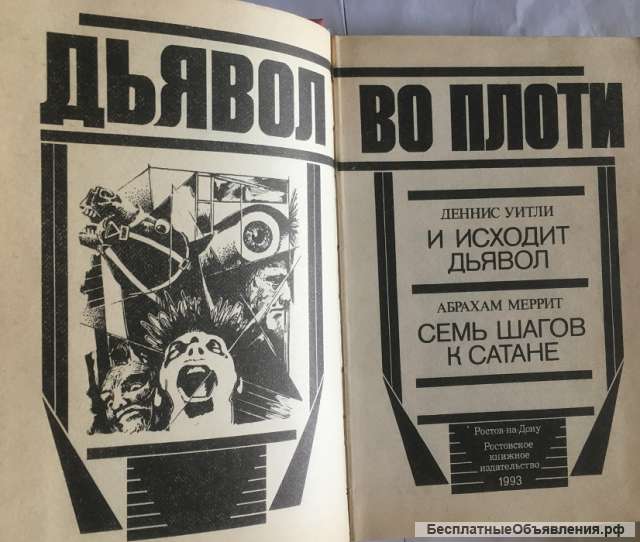 ДЬЯВОЛ
ВО ПЛОТИ
ДЕННИС УИТЛИ
И ИСХОДИТ
ДЬЯВОЛ
АБРАХАМ МЕРРИТ
СЕМЬ ШАГОВ
К САТАНЕ
Ростов-на-Дону
Ростовское
книжное
издательство
1993
БесплатныеОбъявления.рф